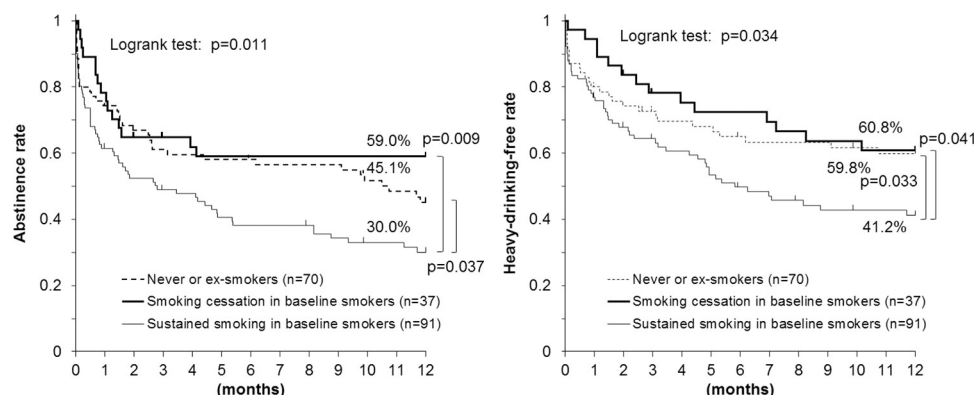 Logrank test: p=0.011
Abstinence rate
1
0.8
0.6
0.4
0.2
0
59.0%
45.1%
30.0%
p=0.009
p=0.037
Never or ex-smokers (n=70)
Smoking cessation in baseline smokers (n=37)
Sustained smoking in baseline smokers (n=91)
0 1 2 3 4 5 6 7 8 9 10 11 12
(months)
Logrank test: p=0.034
Heavy-drinking-free rate
1
0.8
0.6
0.4
0.2
0
60.8%
59.8%
41.2%
p=0.041
p=0.033
Never or ex-smokers (n=70)
Smoking cessation in baseline smokers (n=37)
Sustained smoking in baseline smokers (n=91)
0 1 2 3 4 5 6 7 8 9 10 11 12
(months)